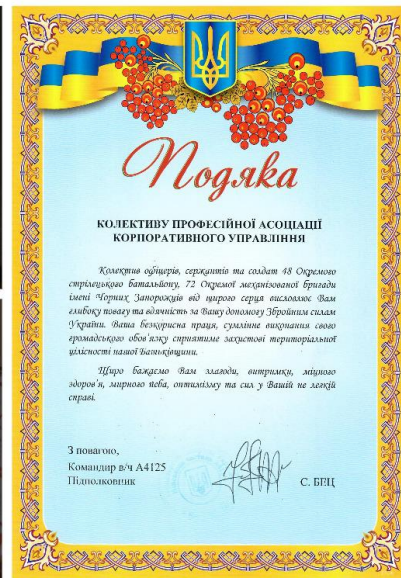 Подяка
КОЛЕКТИВУ ПРОФЕСІЙНОЇ АСОЦІАЦІЇ
КОРПОРАТИВНОГО УПРАВЛІННЯ
Колектив офіцерів, сержантів та солдат 48 Окремого
стрілецького батальйону, 72 Окремої механізованої бригади
імені Чорних Запорожців від щирого серця висловлює Вам
глибоку повагу та вдячність за Вашу допомогу Збройним силам
України. Ваша безкорисна праця, сумлінне виконання свого
громадського обов'язку сприятиме захистові територіальної
цілісності нашої Батьківщини.
Щиро бажаємо Вам злагоди, витримки, міцного
здоров'я, мирного неба, оптимізму та сил у Вашій не легкій
справі.
З повагою,
Командир в/ч А4125
Підполковник
С. БЕЦ